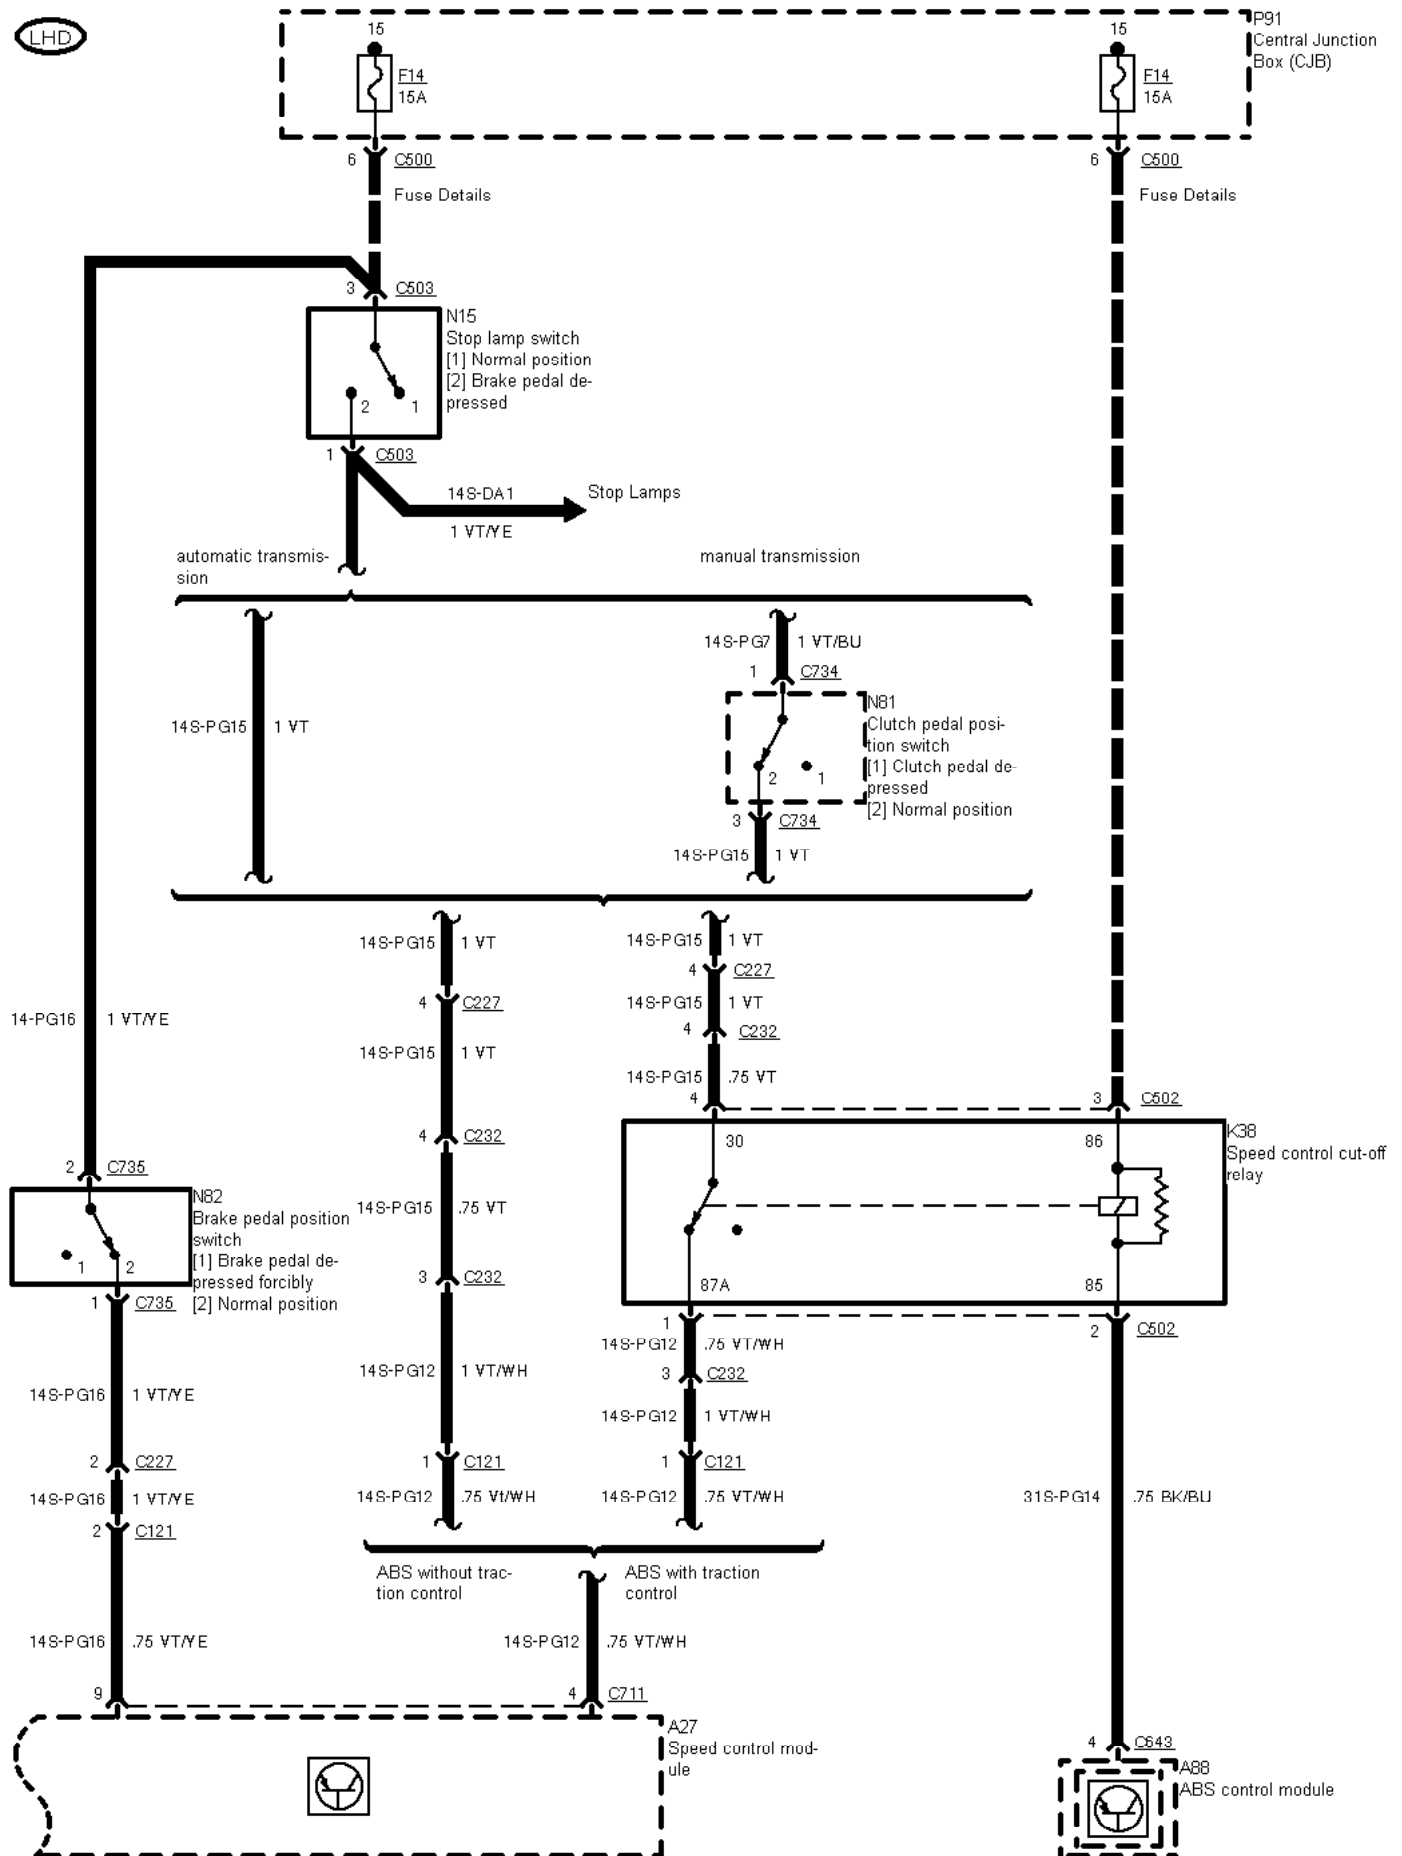 LHD
15
F14
15A
15
F14
15A
P91
Central Junction
Box (CJB)
6 C500
Fuse Details
6 C500
Fuse Details
3 C503
N15
Stop lamp switch
[1] Normal position
[2] Brake pedal de-
pressed
2 1
1 C503
14S-DA1
1 VT/YE
Stop Lamps
automatic transmis-
sion
manual transmission
14S-PG7 1 VT/BU
1 C734
N81
Clutch pedal posi-
tion switch
[1] Clutch pedal de-
pressed
[2] Normal position
2 1
14S-PG15 1 VT
3 C734
14S-PG15 1 VT
14S-PG15 1 VT
4 C227
14S-PG15 1 VT
4 C232
14S-PG15 .75 VT
3 C232
14S-PG12 1 VT/WH
1 C121
14S-PG12 .75 Vt/WH
14S-PG15 1 VT
4 C227
14S-PG15 1 VT
4 C232
14S-PG15 .75 VT
4
3 C502
30
86
K38
Speed control cut-off
relay
87A
85
1
2 C502
14S-PG12 .75 VT/WH
3 C232
14S-PG12 1 VT/WH
1 C121
14S-PG12 .75 VT/WH
14-PG16 1 VT/YE
2 C735
N82
Brake pedal position
switch
[1] Brake pedal de-
pressed forcibly
[2] Normal position
1 2
1 C735
14S-PG16 1 VT/YE
2 C227
14S-PG16 1 VT/YE
2 C121
14S-PG16 .75 VT/YE
9
31S-PG14 .75 BK/BU
ABS without trac-
tion control
ABS with traction
control
14S-PG12 .75 VT/WH
4 C711
A27
Speed control mod-
ule
4 C643
A88
ABS control module